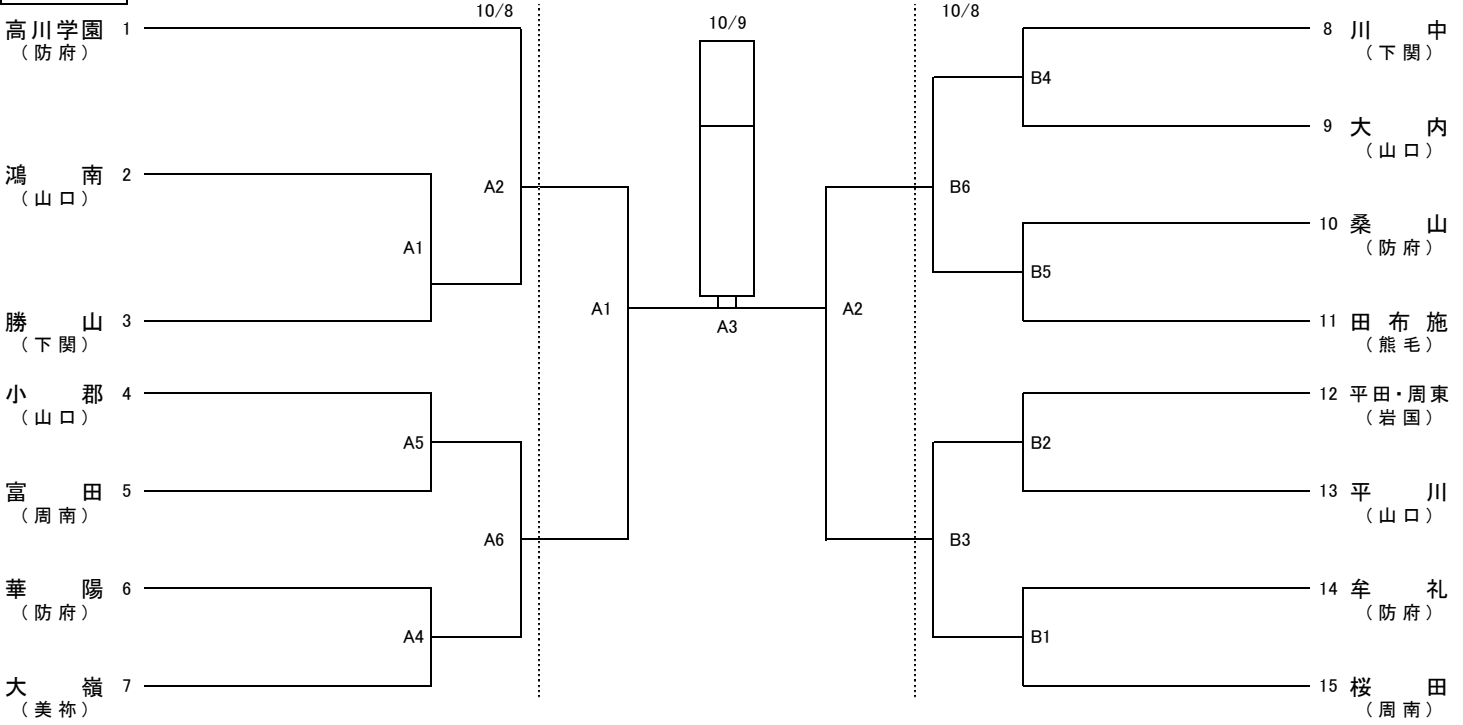 10/8
10/9
10/8
高川学園 1
（防府）
鴻南 2
（山口）
勝山 3
（下関）
小郡 4
（山口）
富田 5
（周南）
華陽 6
（防府）
大嶺 7
（美祢）
A1
A5
A4
A2
A6
A1
A3
A2
B6
B3
B4
B5
B2
B1
8 川中
（下関）
9 大内
（山口）
10 桑山
（防府）
11 田布施
（熊毛）
12 平田・周東
（岩国）
13 平川
（山口）
14 牟礼
（防府）
15 桜田
（周南）